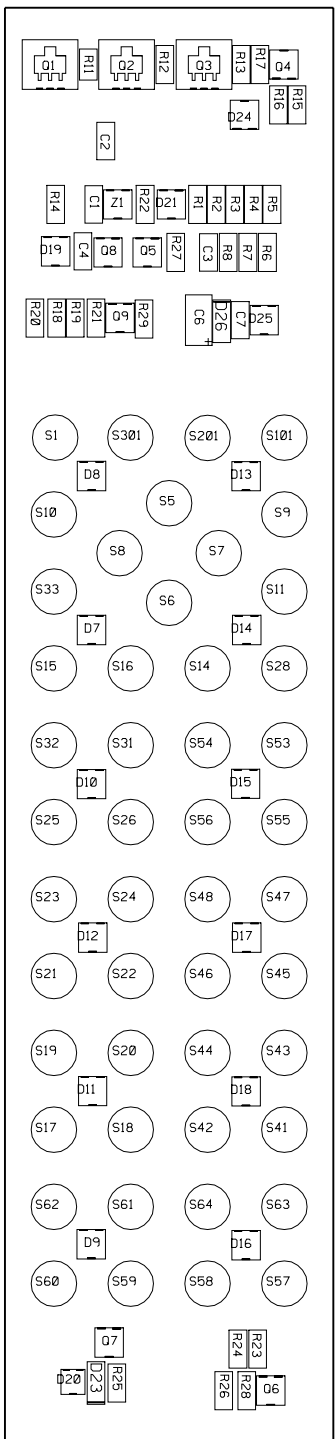 Q1 R11 Q2 R12 Q3 R13 R17 Q4
R16 R15
D24
C2
R14 C1 Z1 R22 D21 R1 R2 R3 R4 R5
D19 C4 Q8 Q5 R27 C3 R8 R7 R6
R20 R18 R19 R21 Q9 R29 C6 + D26 C7 D25
S1 S301 S201 S101
D8 D13
S5
S10 S9
S8 S7
S33 S6 S11
D7 D14
S15 S16 S14 S28
S32 S31 S54 S53
D10 D15
S25 S26 S56 S55
S23 S24 S48 S47
D12 D17
S21 S22 S46 S45
S19 S20 S44 S43
D11 D18
S17 S18 S42 S41
S62 S61 S64 S63
D9 D16
S60 S59 S58 S57
Q7 R24 R23
D20 D23 R25 R26 R28 Q6